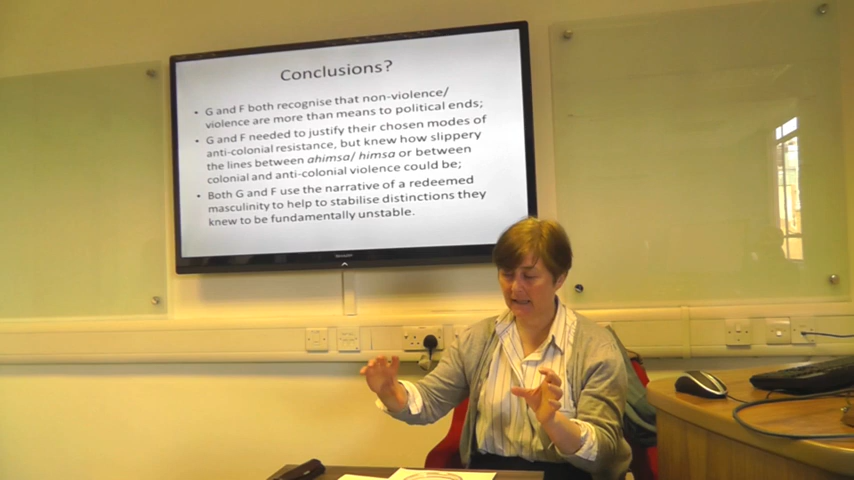 Conclusions?
• G and F both recognise that non-violence/
violence are more than means to political ends;
• G and F needed to justify their chosen modes of
anti-colonial resistance, but knew how slippery
the lines between ahimsa/ himsa or between
colonial and anti-colonial violence could be;
• Both G and F use the narrative of a redeemed
masculinity to help to stabilise distinctions they
knew to be fundamentally unstable.
SHARP